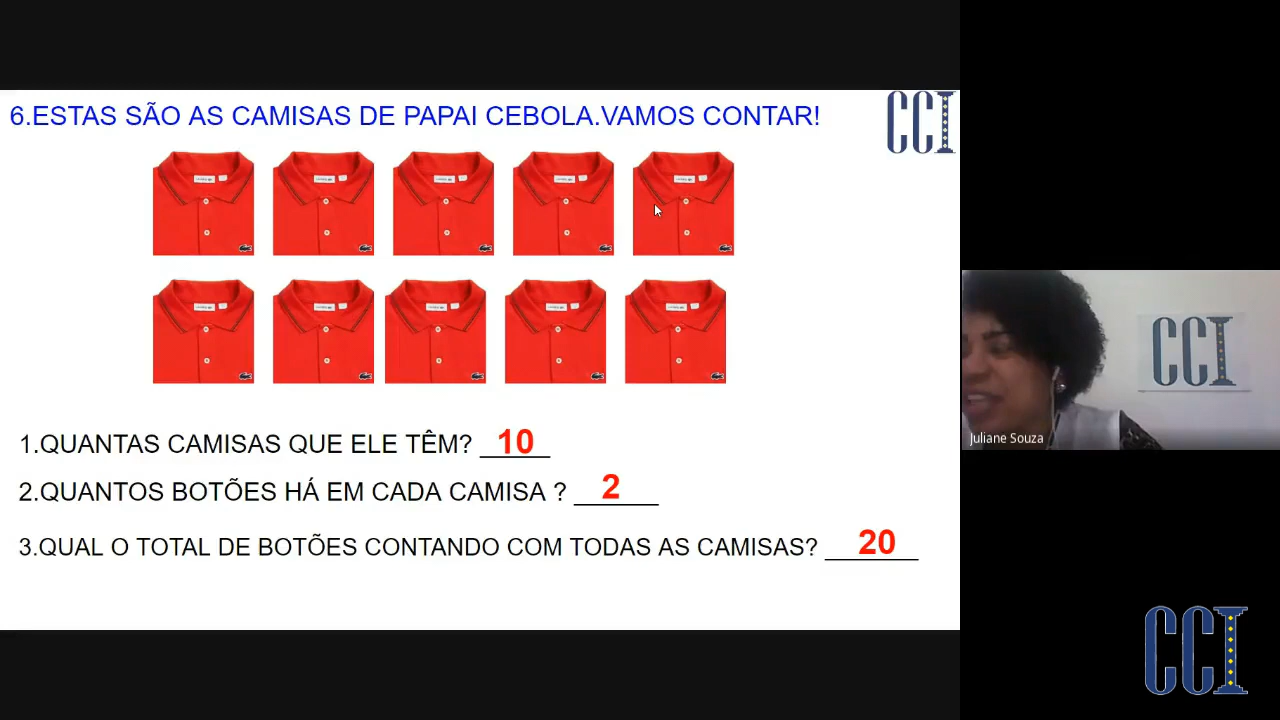 6.ESTAS SÃO AS CAMISAS DE PAPAI CEBOLA.VAMOS CONTAR!
CCI
1.QUANTAS CAMISAS QUE ELE TÊM? 10
2.QUANTOS BOTÕES HÁ EM CADA CAMISA ? 2
3.QUAL O TOTAL DE BOTÕES CONTANDO COM TODAS AS CAMISAS? 20
CCI
Juliane Souza
CCI